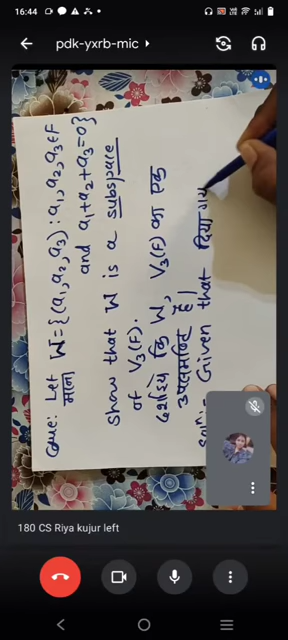 16:44
pdk-yxrb-mic
Que: Let W={(a₁, a₂, a₃) : a₁, a₂, a₃ ∈ F
माना and a₁+a₂+a₃=0}
Show that W is a subspace
of V₃(F).
दर्शाइये कि W, V₃(F) का एक
उपसमष्टि है।
Given that दिया गया
180 CS Riya kujur left